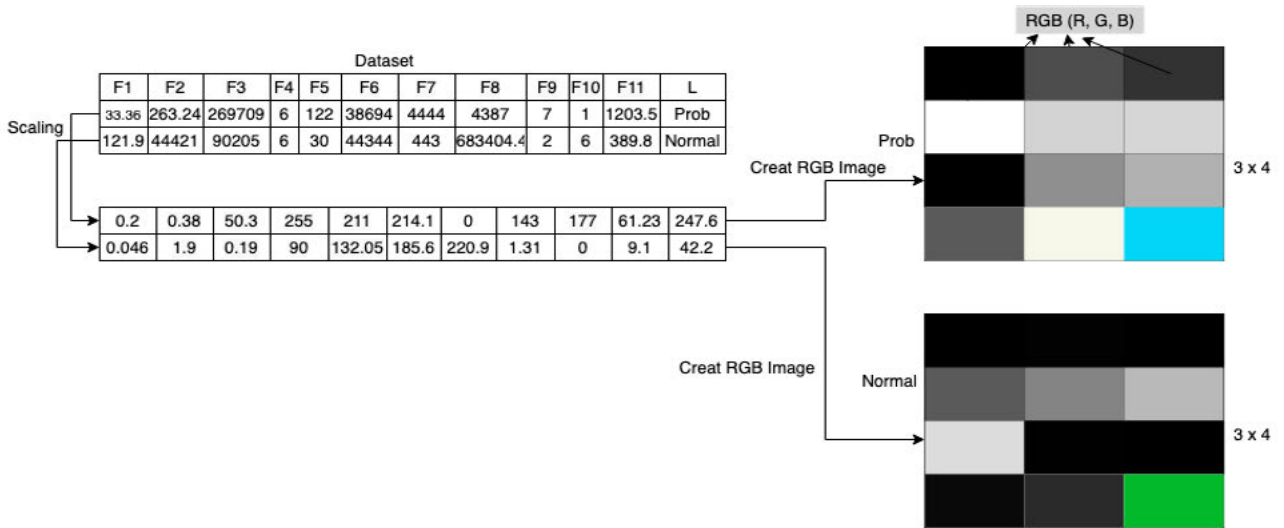 RGB (R, G, B)
Dataset
F1 F2 F3 F4 F5 F6 F7 F8 F9 F10 F11 L
33.36 263.24 269709 6 122 38694 4444 4387 7 1 1203.5 Prob
Scaling
121.9 44421 90205 6 30 44344 443 683404.4 2 6 389.8 Normal
Prob
Creat RGB Image
3 x 4
0.2 0.38 50.3 255 211 214.1 0 143 177 61.23 247.6
0.046 1.9 0.19 90 132.05 185.6 220.9 1.31 0 9.1 42.2
Creat RGB Image
Normal
3 x 4